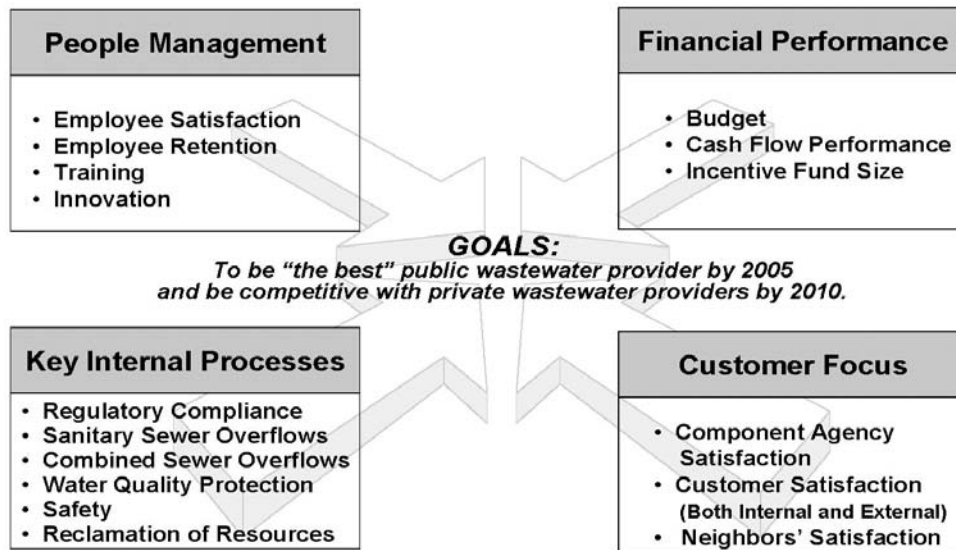 People Management
• Employee Satisfaction
• Employee Retention
• Training
• Innovation
Financial Performance
• Budget
• Cash Flow Performance
• Incentive Fund Size
GOALS:
To be “the best” public wastewater provider by 2005
and be competitive with private wastewater providers by 2010.
Key Internal Processes
• Regulatory Compliance
• Sanitary Sewer Overflows
• Combined Sewer Overflows
• Water Quality Protection
• Safety
• Reclamation of Resources
Customer Focus
• Component Agency
Satisfaction
• Customer Satisfaction
(Both Internal and External)
• Neighbors’ Satisfaction